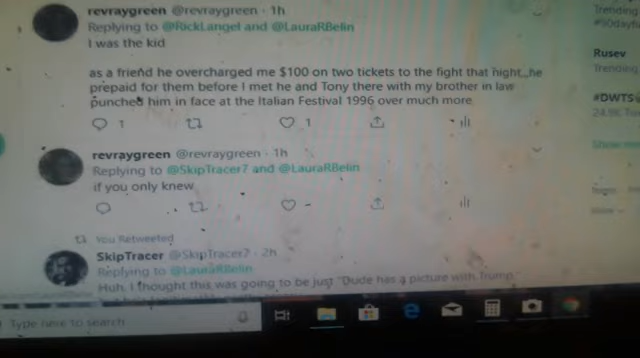 revraygreen @revraygreen · 1h
Replying to @RickLangel and @LauraRBelin
I was the kid
as a friend he overcharged me $100 on two tickets to the fight that night,,,he
prepaid for them before I met he and Tony there with my brother in law
punched him in face at the Italian Festival 1996 over much more
1
1
revraygreen @revraygreen · 1h
Replying to @SkipTracer7 and @LauraRBelin
if you only knew
You Retweeted
SkipTracer @SkipTracer7 · 2h
Replying to @LauraRBelin
Huh. I thought this was going to be just "Dude has a picture with Trump."
Trending
Rusev
Trending
#DWTS
Type here to search